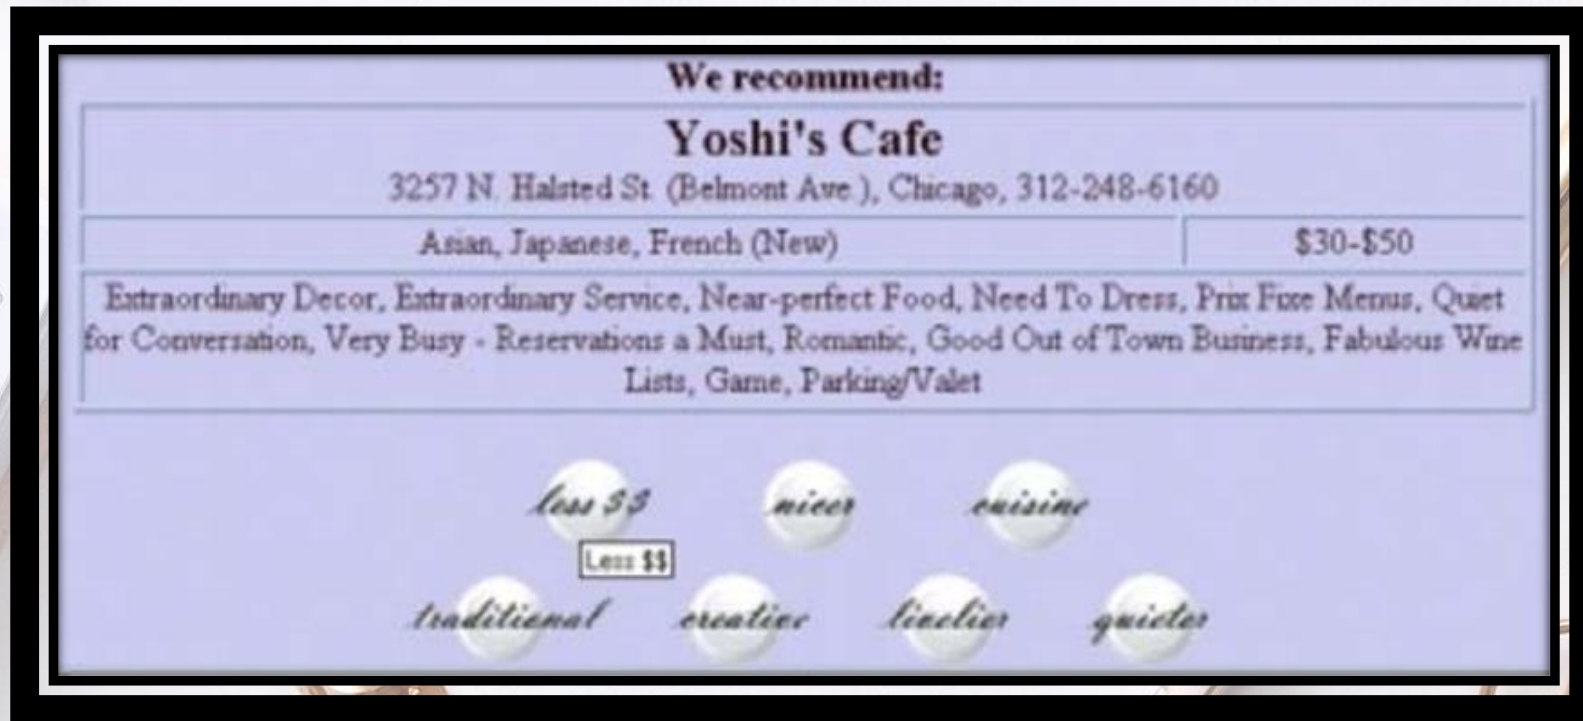 We recommend:
Yoshi's Cafe
3257 N. Halsted St. (Belmont Ave.), Chicago, 312-248-6160
Asian, Japanese, French (New) $30-$50
Extraordinary Decor, Extraordinary Service, Near-perfect Food, Need To Dress, Prix Fixe Menus, Quiet
for Conversation, Very Busy - Reservations a Must, Romantic, Good Out of Town Business, Fabulous Wine
Lists, Game, Parking/Valet
less $$ nicer cuisine
Less $$
traditional creative livelier quieter